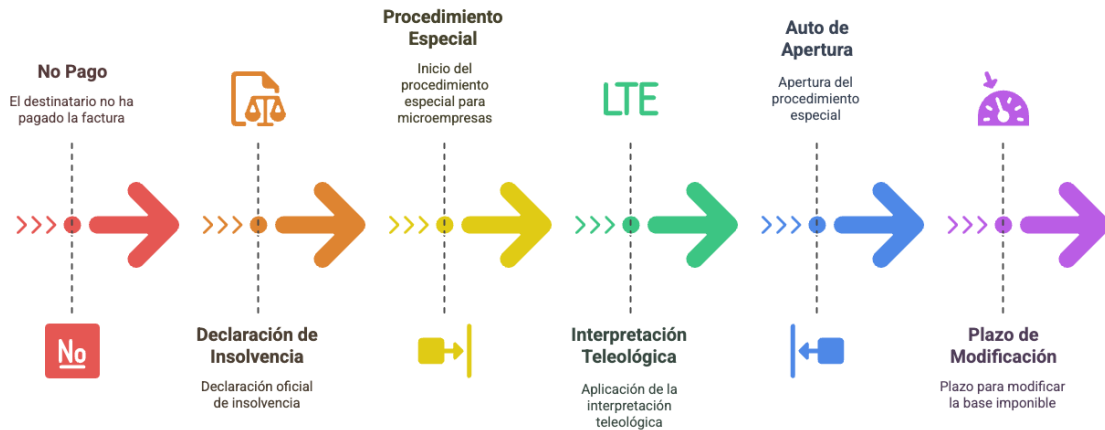 No Pago
El destinatario no ha
pagado la factura
No
Declaración de
Insolvencia
Declaración oficial
de insolvencia
Procedimiento
Especial
Inicio del
procedimiento
especial para
microempresas
LTE
Interpretación
Teleológica
Aplicación de la
interpretación
teleológica
Auto de
Apertura
Apertura del
procedimiento
especial
Plazo de
Modificación
Plazo para modificar
la base imponible